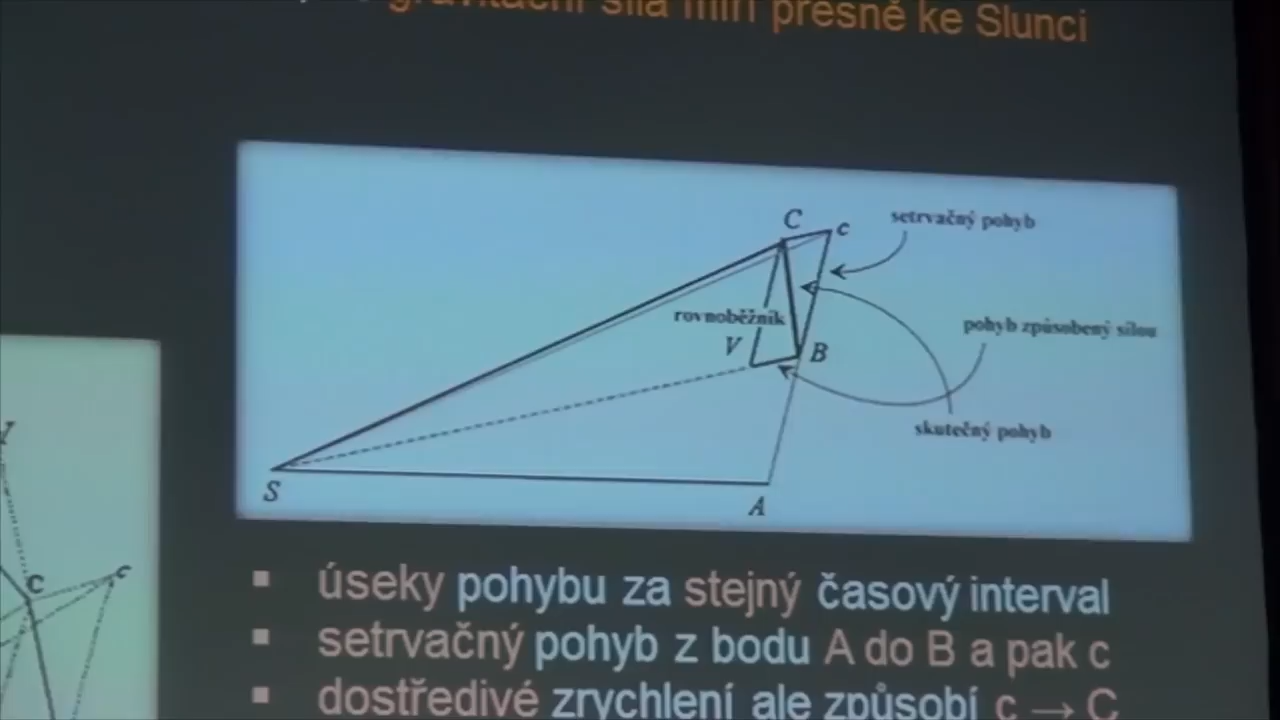 gravitační síla míří přesně ke Slunci
C
c
setrvačný pohyb
rovnoběžník
pohyb způsobený silou
V
B
skutečný pohyb
S
A
C
c
▪ úseky pohybu za stejný časový interval
▪ setrvačný pohyb z bodu A do B a pak c
▪ dostředivé zrychlení ale způsobí c → C